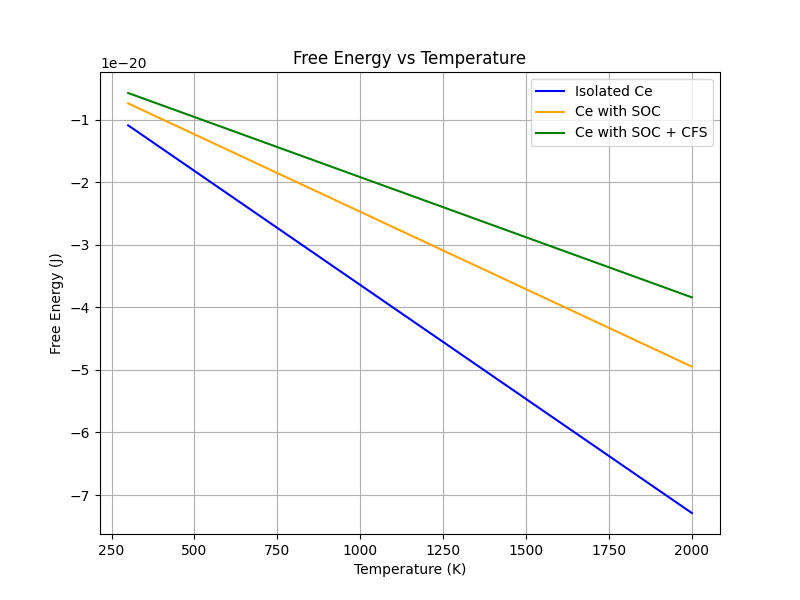 Free Energy vs Temperature
1e−20
Isolated Ce
Ce with SOC
Ce with SOC + CFS
−1
−2
−3
−4
−5
−6
−7
Free Energy (J)
250 500 750 1000 1250 1500 1750 2000
Temperature (K)